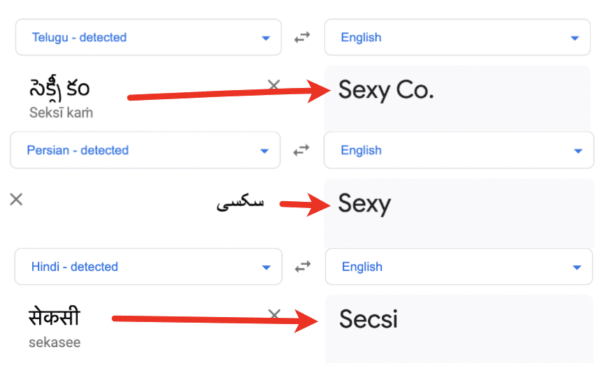 Telugu - detected English
సెక్సీ కం Sexy Co.
Seksī kaṁ
Persian - detected English
سکسی Sexy
Hindi - detected English
सेकसी Secsi
sekasee